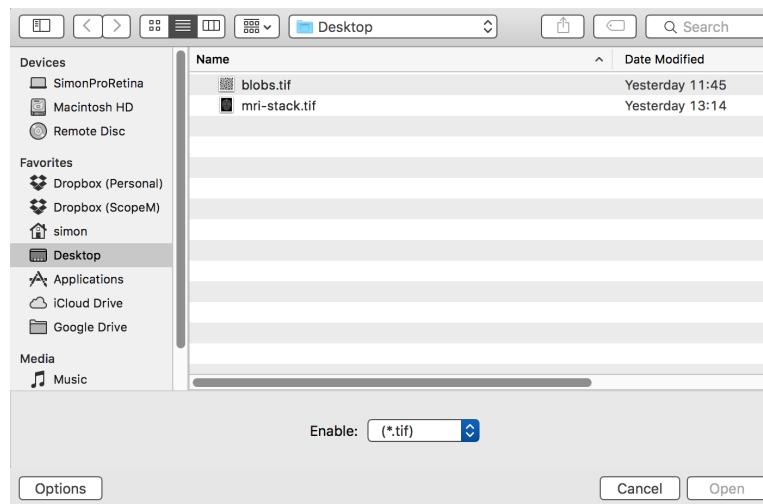 Desktop
Search
Devices
SimonProRetina
Macintosh HD
Remote Disc
Favorites
Dropbox (Personal)
Dropbox (ScopeM)
simon
Desktop
Applications
iCloud Drive
Google Drive
Media
Music
Name Date Modified
blobs.tif Yesterday 11:45
mri-stack.tif Yesterday 13:14
Enable: (*.tif)
Options Cancel Open